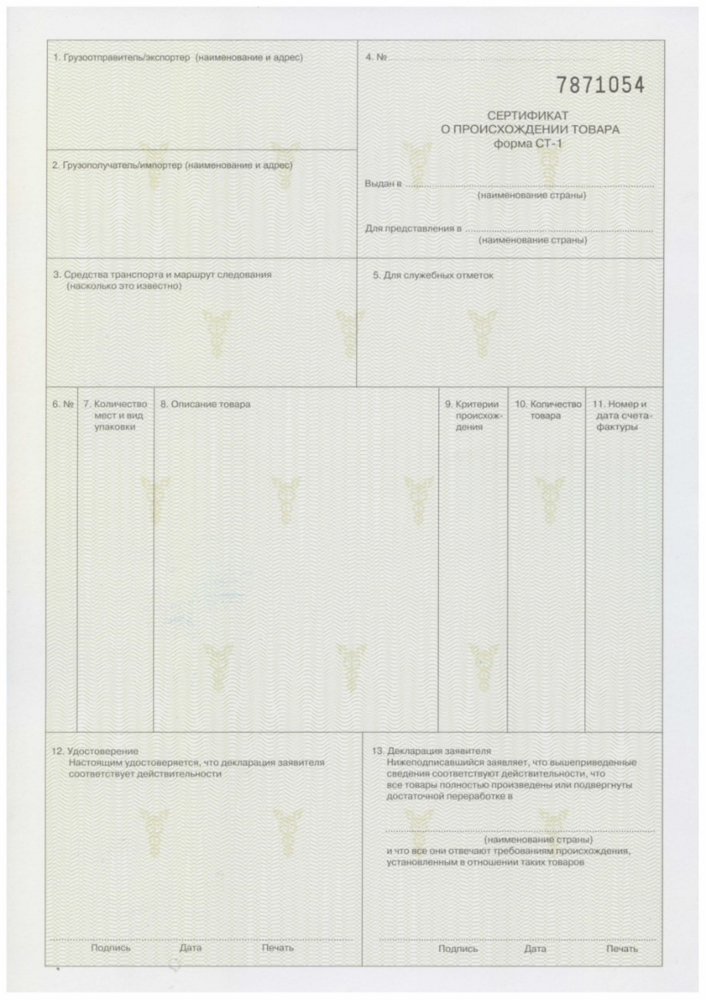 1. Грузоотправитель/экспортер (наименование и адрес)
4. №
7871054
СЕРТИФИКАТ
О ПРОИСХОЖДЕНИИ ТОВАРА
форма СТ-1
2. Грузополучатель/импортер (наименование и адрес)
Выдан в
(наименование страны)
Для представления в
(наименование страны)
3. Средства транспорта и маршрут следования
(насколько это известно)
5. Для служебных отметок
6. №
7. Количество
мест и вид
упаковки
8. Описание товара
9. Критерии
происхож-
дения
10. Количество
товара
11. Номер и
дата счета-
фактуры
12. Удостоверение
Настоящим удостоверяется, что декларация заявителя
соответствует действительности
Подпись Дата Печать
13. Декларация заявителя
Нижеподписавшийся заявляет, что вышеприведенные
сведения соответствуют действительности, что
все товары полностью произведены или подвергнуты
достаточной переработке в
(наименование страны)
и что все они отвечают требованиям происхождения,
установленным в отношении таких товаров
Подпись Дата Печать